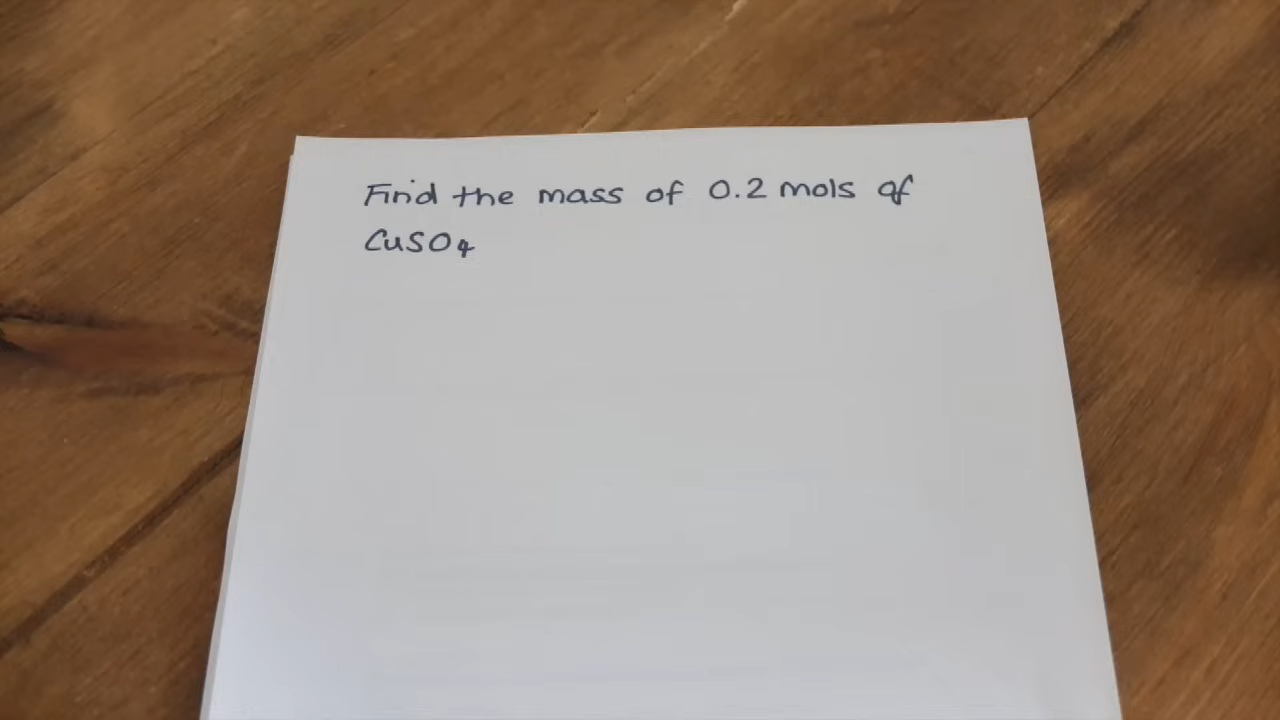 Find the mass of 0.2 mols of
CuSO₄